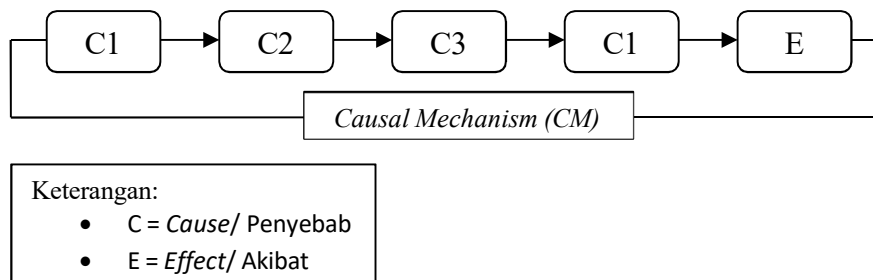 C1 C2 C3 C1 E
Causal Mechanism (CM)
Keterangan:
• C = Cause/ Penyebab
• E = Effect/ Akibat